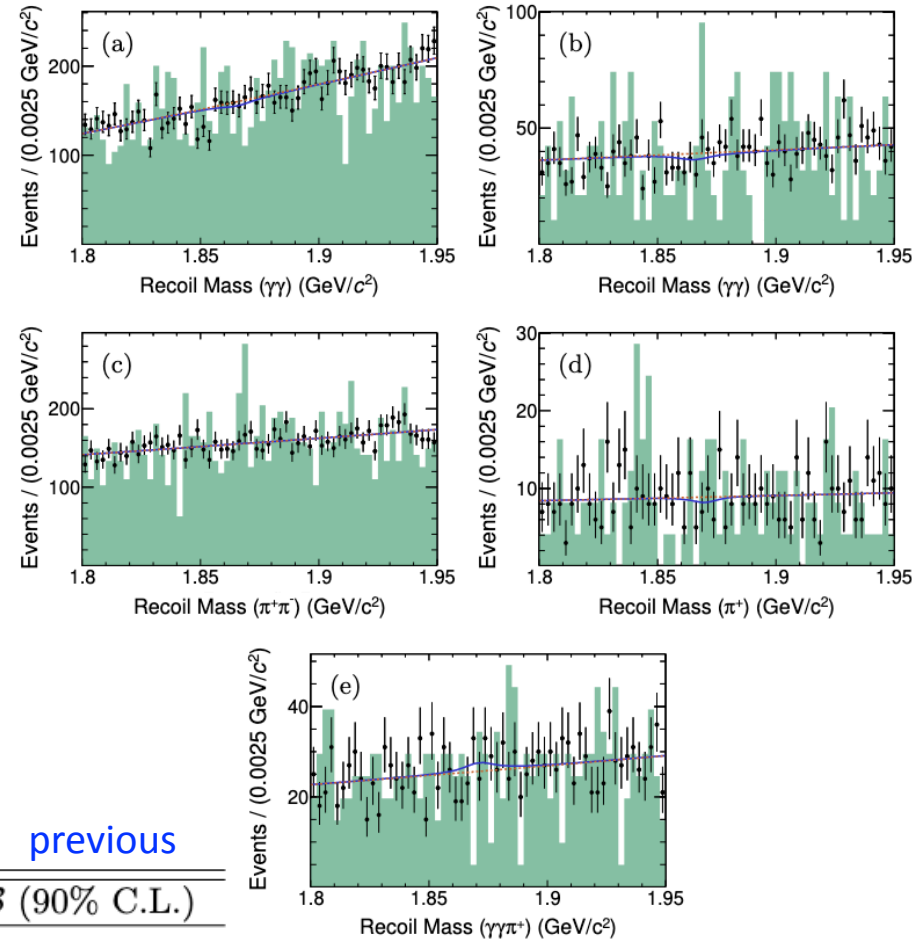 (a)
Events / (0.0025 GeV/c²)
200
100
1.8 1.85 1.9 1.95
Recoil Mass (γγ) (GeV/c²)
(b)
Events / (0.0025 GeV/c²)
100
50
1.8 1.85 1.9 1.95
Recoil Mass (γγ) (GeV/c²)
(c)
Events / (0.0025 GeV/c²)
200
100
1.8 1.85 1.9 1.95
Recoil Mass (π⁺π⁻) (GeV/c²)
(d)
Events / (0.0025 GeV/c²)
30
20
10
1.8 1.85 1.9 1.95
Recoil Mass (π⁺) (GeV/c²)
(e)
Events / (0.0025 GeV/c²)
40
20
1.8 1.85 1.9 1.95
Recoil Mass (γγπ⁺) (GeV/c²)
previous
(90% C.L.)